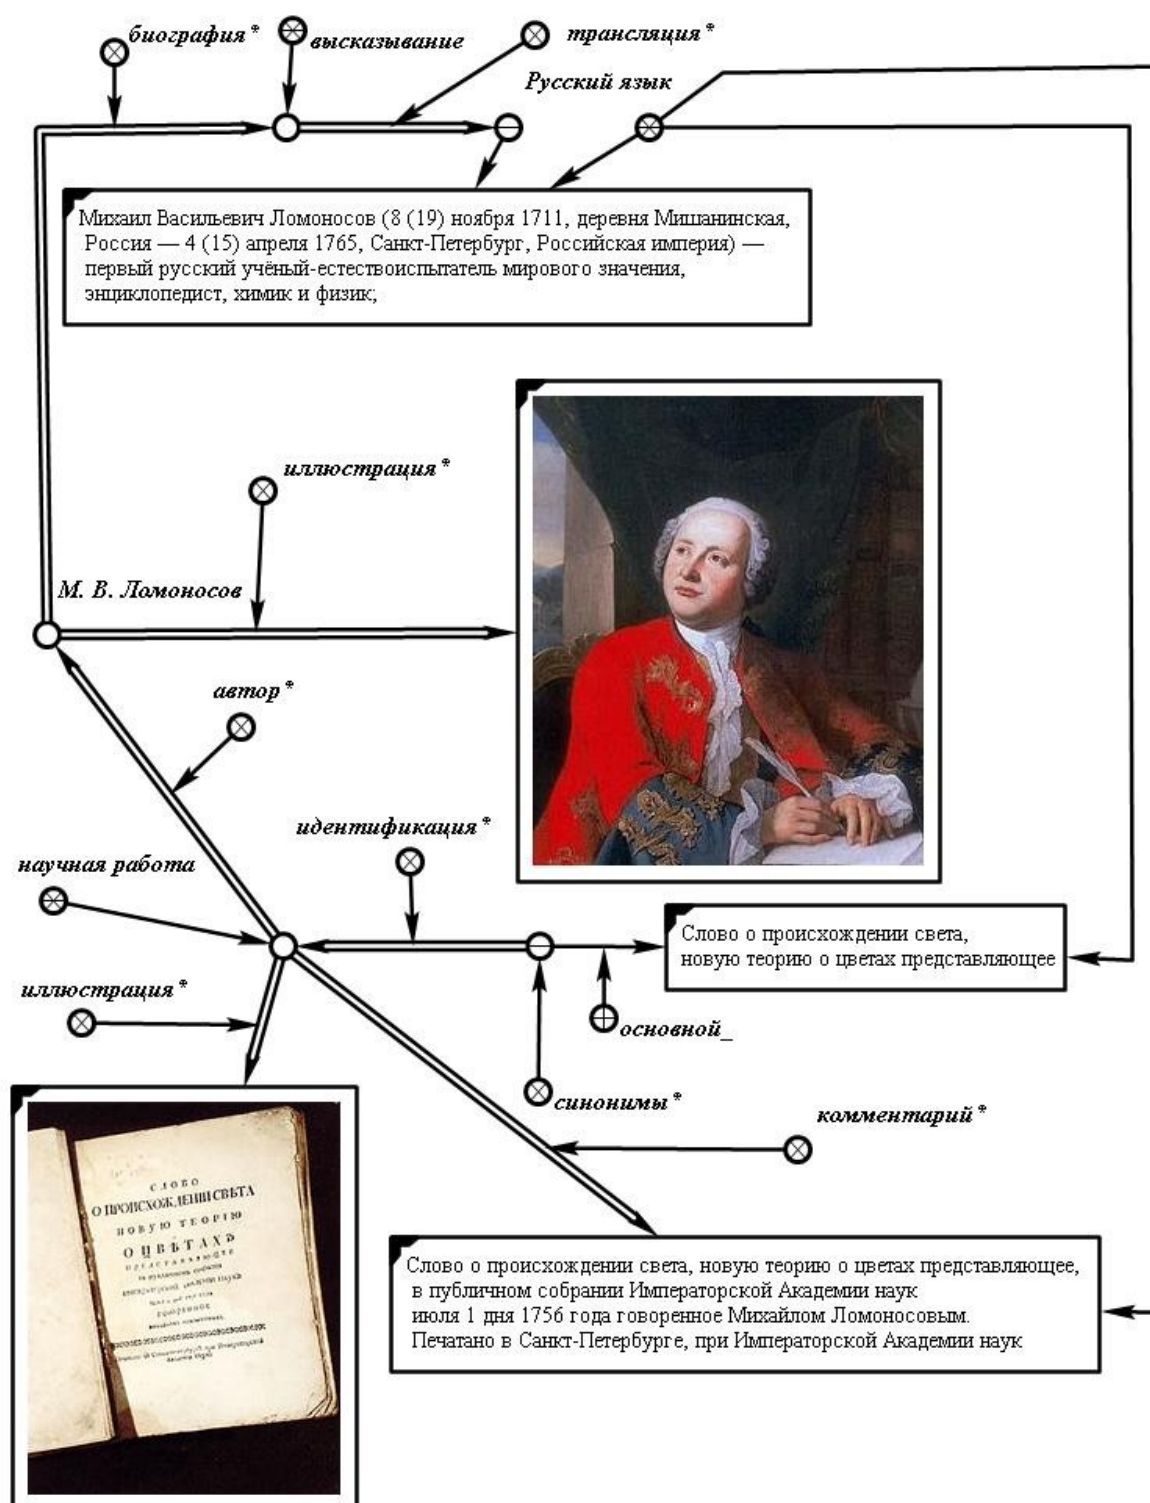 биография*
высказывание
трансляция*
Русский язык
Михаил Васильевич Ломоносов (8 (19) ноября 1711, деревня Мишанинская,
Россия — 4 (15) апреля 1765, Санкт-Петербург, Российская империя) —
первый русский учёный-естествоиспытатель мирового значения,
энциклопедист, химик и физик;
иллюстрация*
М. В. Ломоносов
автор*
идентификация*
научная работа
Слово о происхождении света,
новую теорию о цветах представляющее
иллюстрация*
основной_
синонимы*
комментарий*
СЛОВО
О ПРОИСХОЖДЕНІИ СВѢТА
НОВУЮ ТЕОРІЮ
О ЦВѢТАХЪ
Слово о происхождении света, новую теорию о цветах представляющее,
в публичном собрании Императорской Академии наук
июля 1 дня 1756 года говоренное Михайлом Ломоносовым.
Печатано в Санкт-Петербурге, при Императорской Академии наук